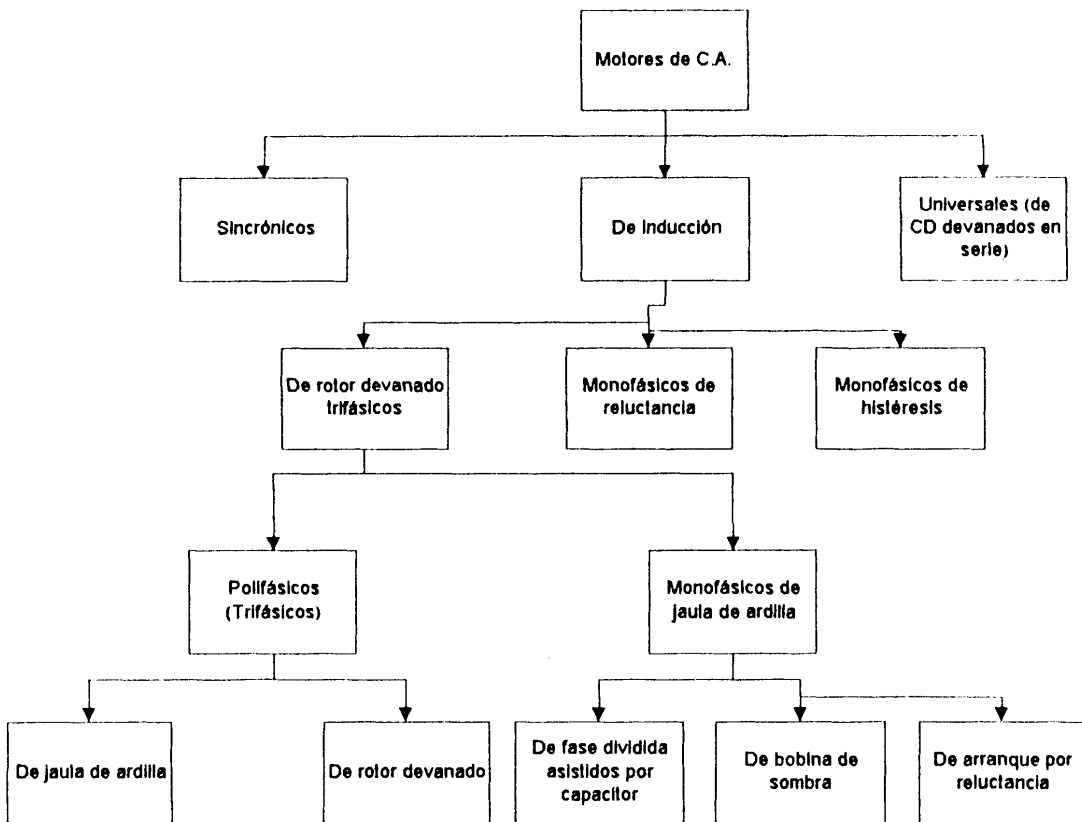 Motores de C.A.
Sincrónicos
De Inducción
Universales (de
CD devanados en
serie)
De rotor devanado
trifásicos
Monofásicos de
reluctancia
Monofásicos de
histéresis
Polifásicos
(Trifásicos)
Monofásicos de
jaula de ardilla
De jaula de ardilla
De rotor devanado
De fase dividida
asistidos por
capacitor
De bobina de
sombra
De arranque por
reluctancia